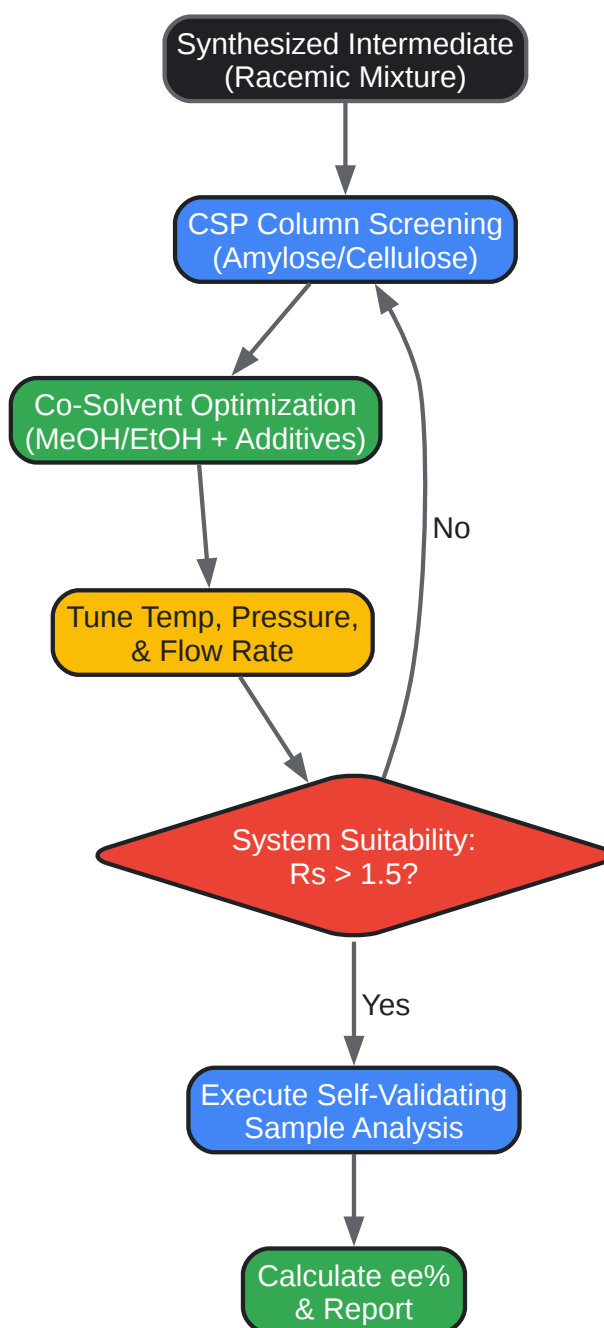 Synthesized Intermediate
(Racemic Mixture)
CSP Column Screening
(Amylose/Cellulose)
Co-Solvent Optimization
(MeOH/EtOH + Additives)
No
Tune Temp, Pressure,
& Flow Rate
System Suitability:
Rs > 1.5?
Yes
Execute Self-Validating
Sample Analysis
Calculate ee%
& Report